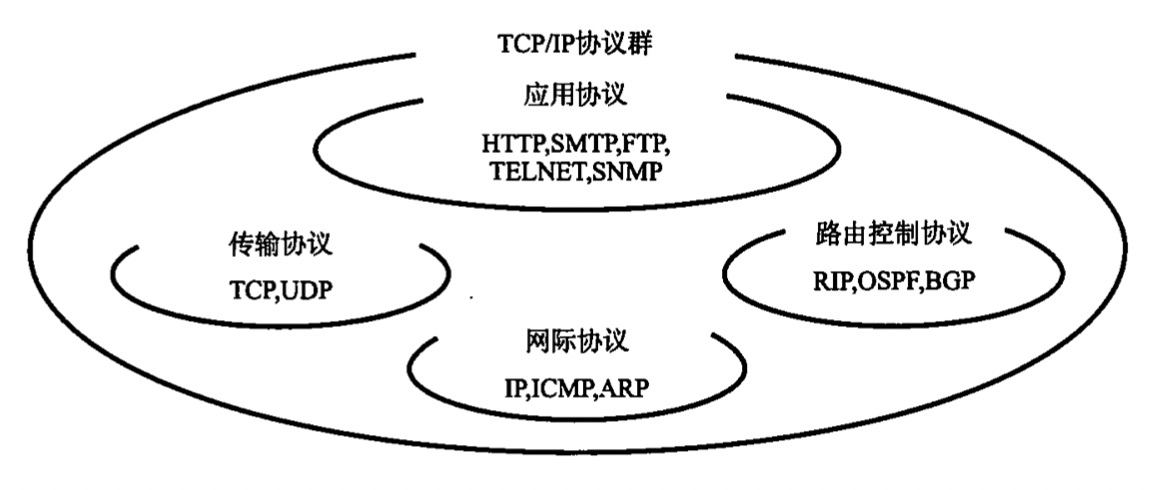 TCP/IP协议群
应用协议
HTTP,SMTP,FTP,
TELNET,SNMP
传输协议
TCP,UDP
路由控制协议
RIP,OSPF,BGP
网际协议
IP,ICMP,ARP